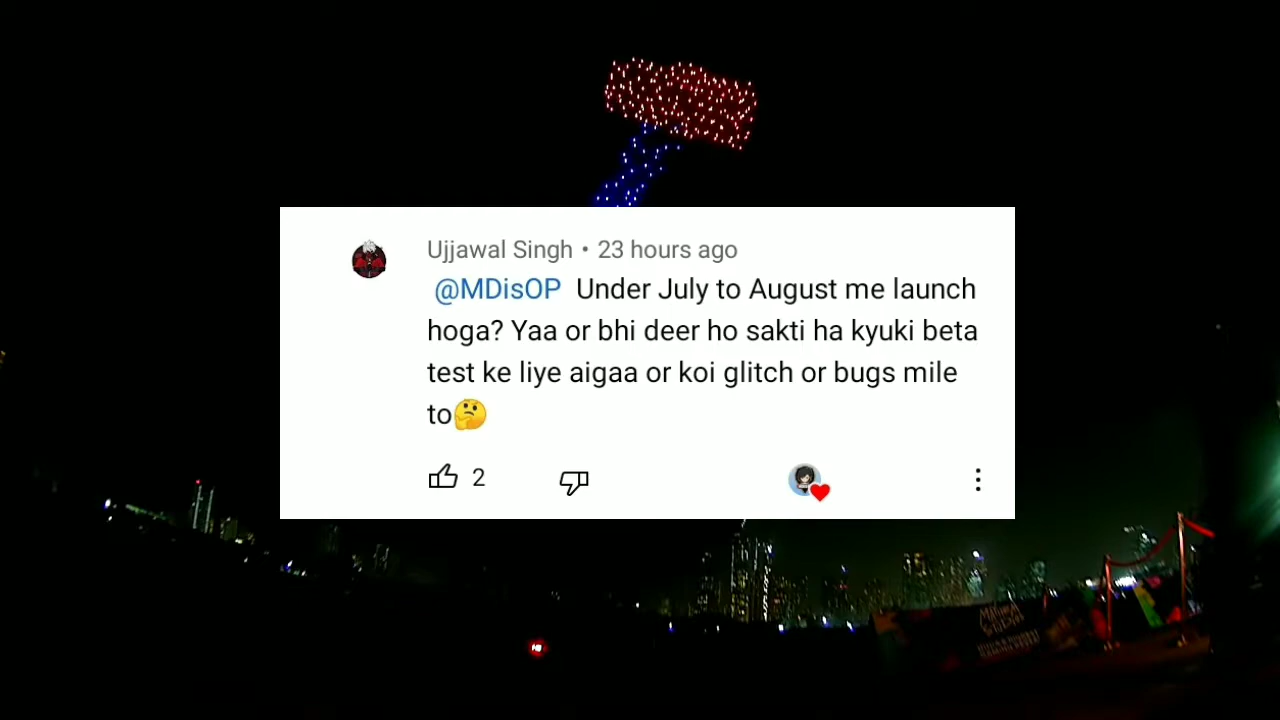 Ujjawal Singh • 23 hours ago
@MDisOP Under July to August me launch
hoga? Yaa or bhi deer ho sakti ha kyuki beta
test ke liye aigaa or koi glitch or bugs mile
to🤔
2